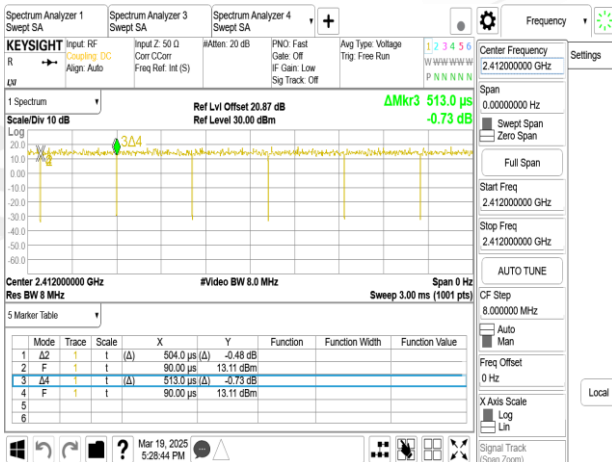 Spectrum Analyzer 1
Swept SA
Spectrum Analyzer 3
Swept SA
Spectrum Analyzer 4
Swept SA
+
Frequency
KEYSIGHT
R
Input: RF
Coupling: DC
Align: Auto
Input Z: 50 Ω
Corr CCorr
Freq Ref: Int (S)
#Atten: 20 dB
PNO: Fast
Gate: Off
IF Gain: Low
Sig Track: Off
Avg Type: Voltage
Trig: Free Run
1 2 3 4 5 6
W W W W W W
P N N N N N
LXI
1 Spectrum
Scale/Div 10 dB
Ref Lvl Offset 20.87 dB
Ref Level 30.00 dBm
ΔMkr3 513.0 µs
-0.73 dB
Log
20.0
10.0
0.00
-10.0
-20.0
-30.0
-40.0
-50.0
-60.0
3Δ4
Center 2.412000000 GHz
Res BW 8 MHz
#Video BW 8.0 MHz
Span 0 Hz
Sweep 3.00 ms (1001 pts)
5 Marker Table
Mode Trace Scale X Y Function Function Width Function Value
1 Δ2 1 t (Δ) 504.0 µs (Δ) -0.48 dB
2 F 1 t 90.00 µs 13.11 dBm
3 Δ4 1 t (Δ) 513.0 µs (Δ) -0.73 dB
4 F 1 t 90.00 µs 13.11 dBm
5
6
Mar 19, 2025
5:28:44 PM
Center Frequency
2.412000000 GHz
Span
0.00000000 Hz
Swept Span
Zero Span
Full Span
Start Freq
2.412000000 GHz
Stop Freq
2.412000000 GHz
AUTO TUNE
CF Step
8.000000 MHz
Auto
Man
Freq Offset
0 Hz
X Axis Scale
Log
Lin
Signal Track
(Span Zoom)
Settings
Local